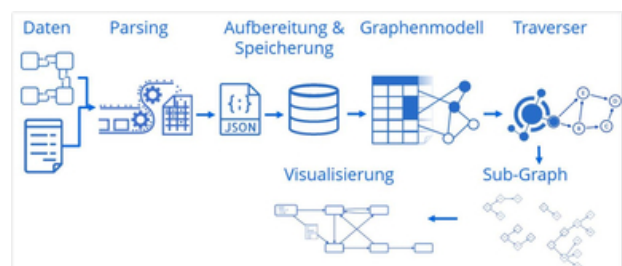 Daten
Parsing
Aufbereitung &
Speicherung
Graphenmodell
Traverser
{:}
JSON
Sub-Graph
Visualisierung